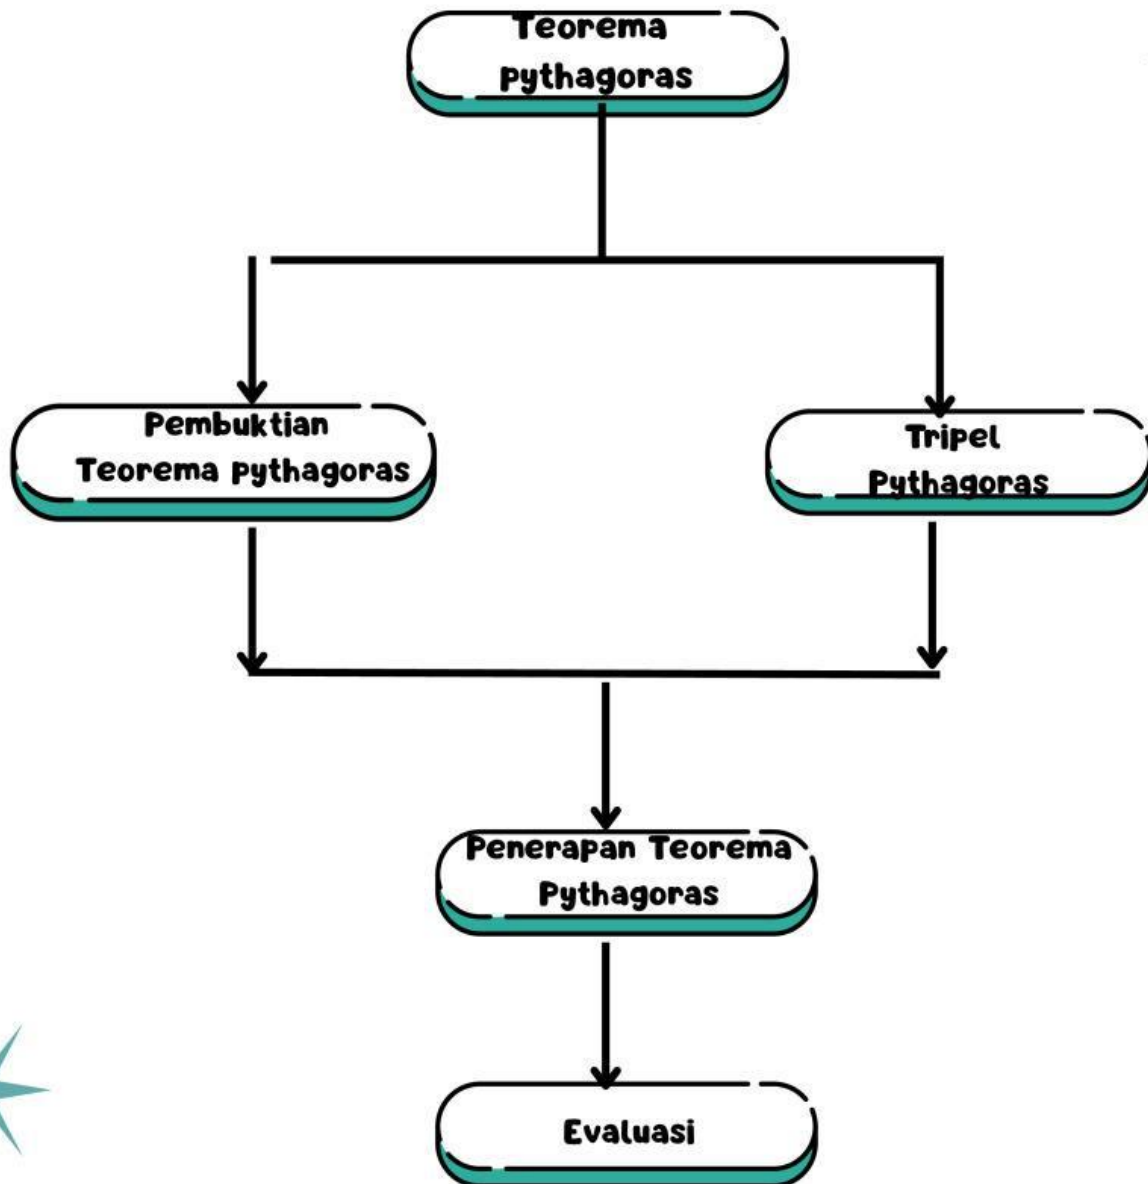 Teorema
pythagoras
Pembuktian
Teorema pythagoras
Tripel
Pythagoras
Penerapan Teorema
Pythagoras
Evaluasi